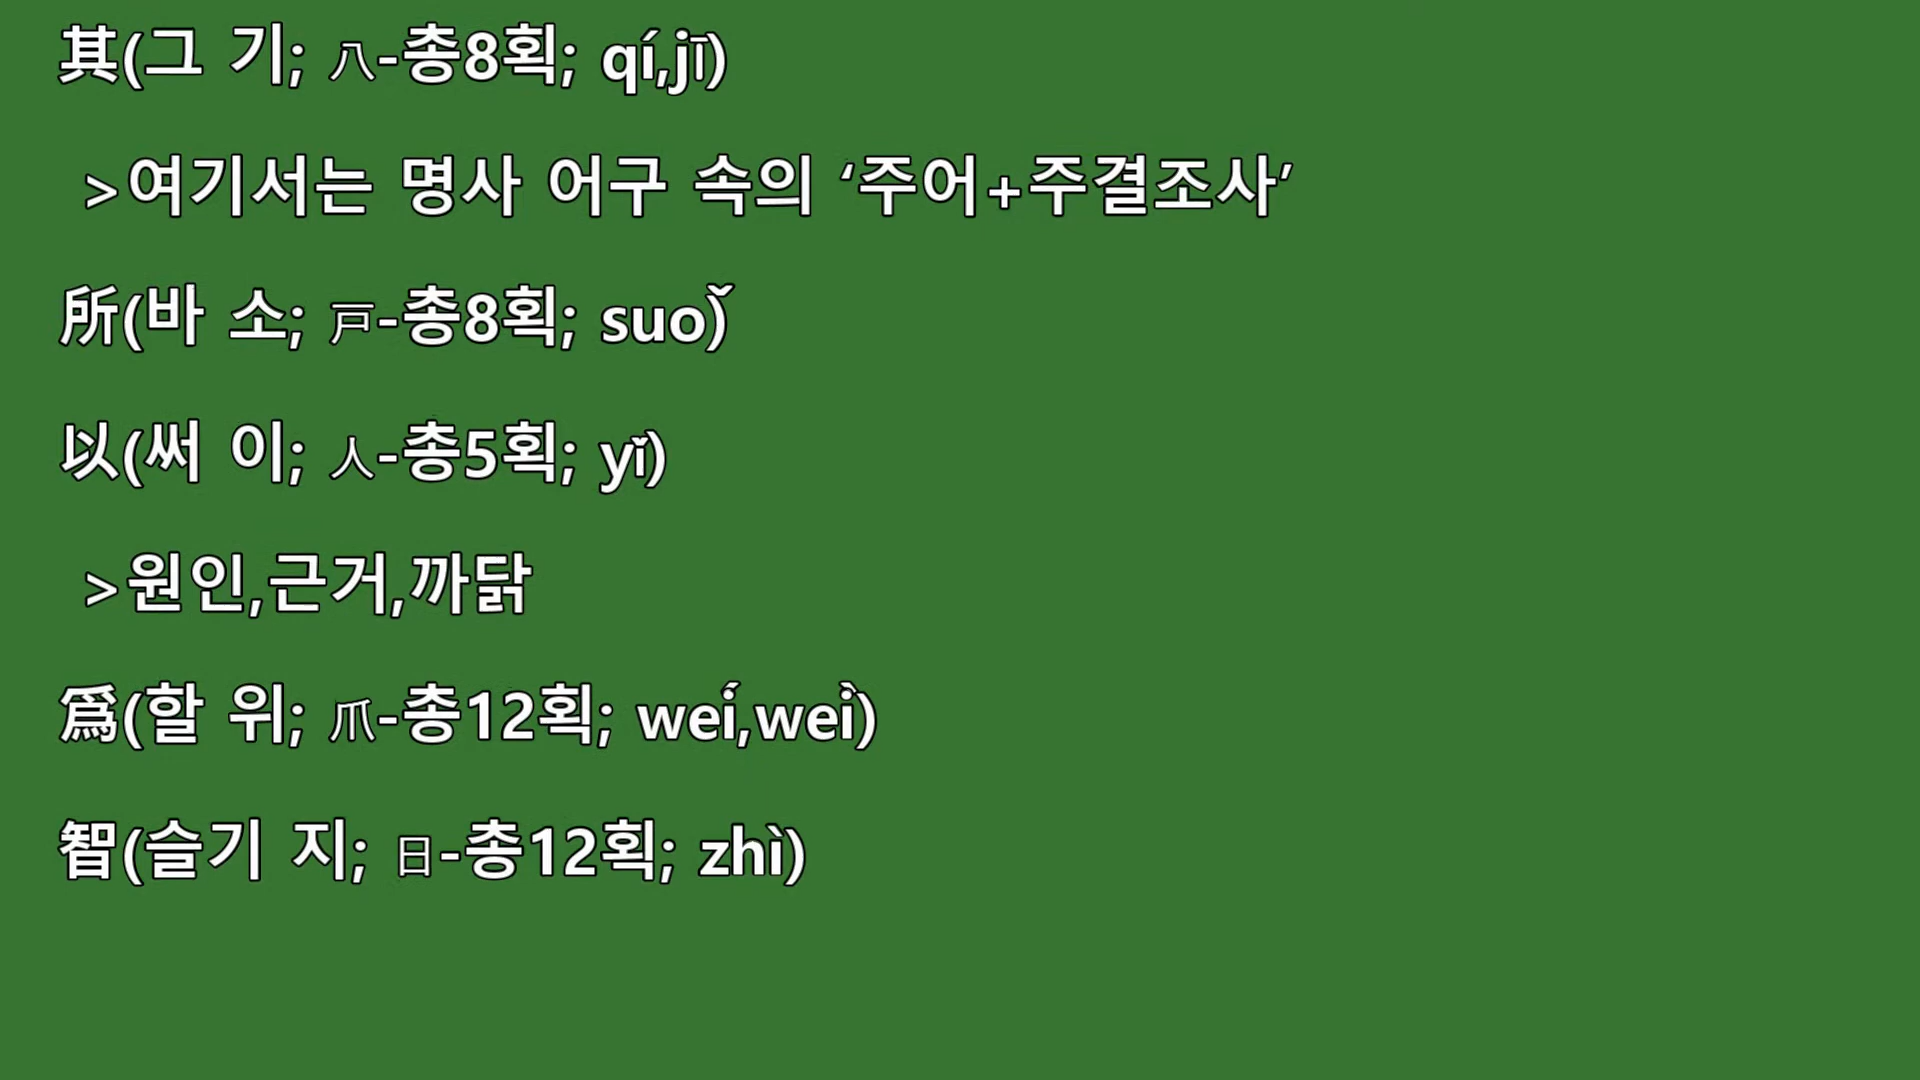 其(그 기; 八-총8획; qí,jī)
>여기서는 명사 어구 속의 ‘주어+주결조사’
所(바 소; 戸-총8획; suǒ)
以(써 이; 人-총5획; yǐ)
>원인,근거,까닭
爲(할 위; 爪-총12획; weí,weì)
智(슬기 지; 日-총12획; zhì)